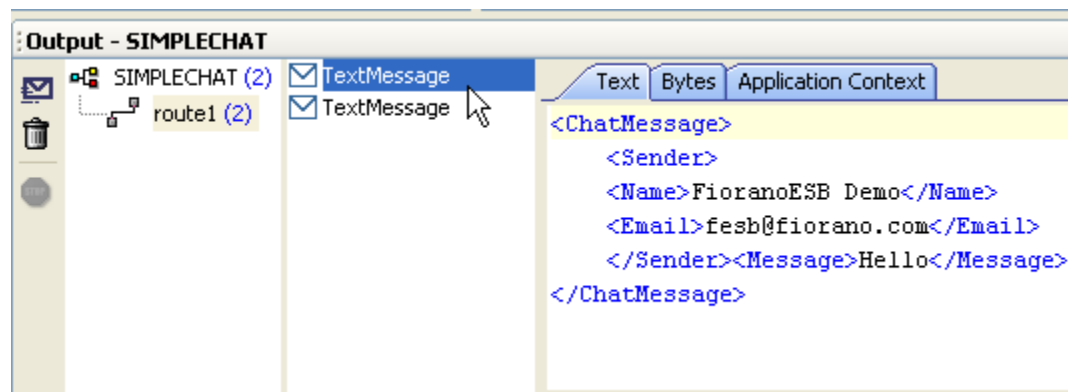 Output - SIMPLECHAT
SIMPLECHAT (2)
route1 (2)
TextMessage
TextMessage
Text Bytes Application Context
<ChatMessage>
<Sender>
<Name>FioranoESB Demo</Name>
<Email>fesb@fiorano.com</Email>
</Sender><Message>Hello</Message>
</ChatMessage>